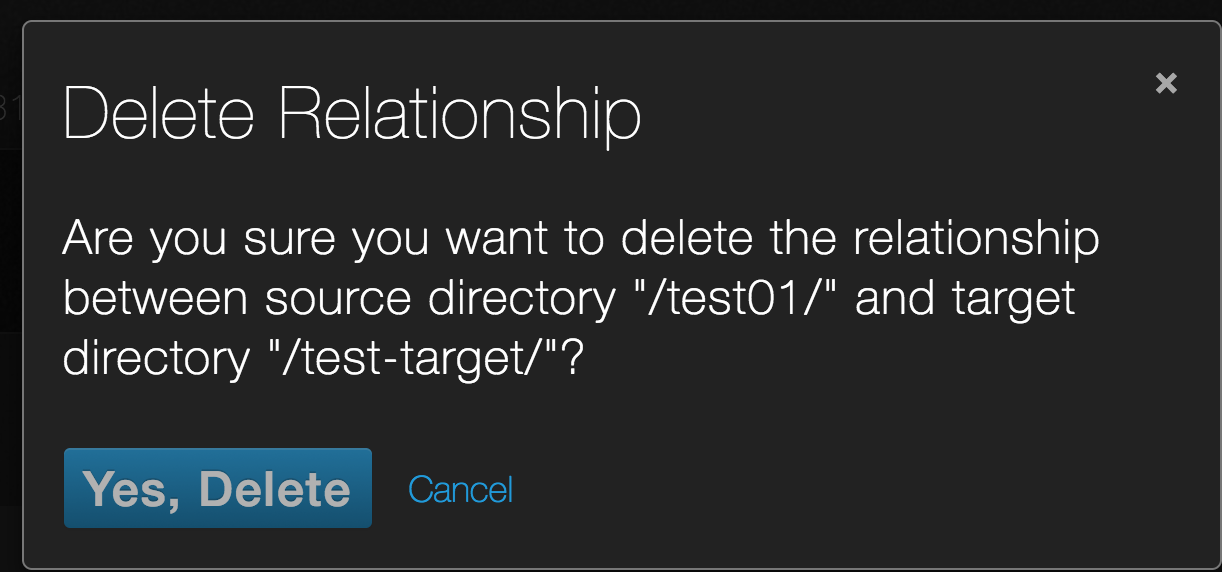 Delete Relationship
Are you sure you want to delete the relationship
between source directory "/test01/" and target
directory "/test-target/"?
Yes, Delete
Cancel